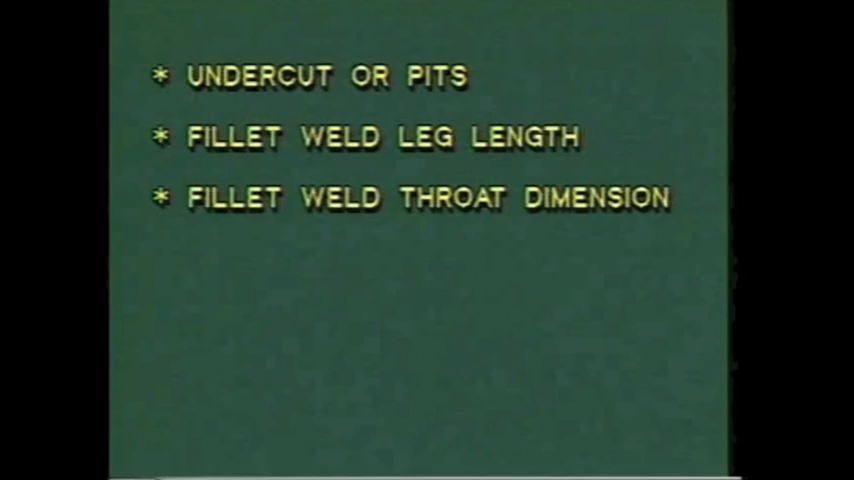 * UNDERCUT OR PITS
* FILLET WELD LEG LENGTH
* FILLET WELD THROAT DIMENSION